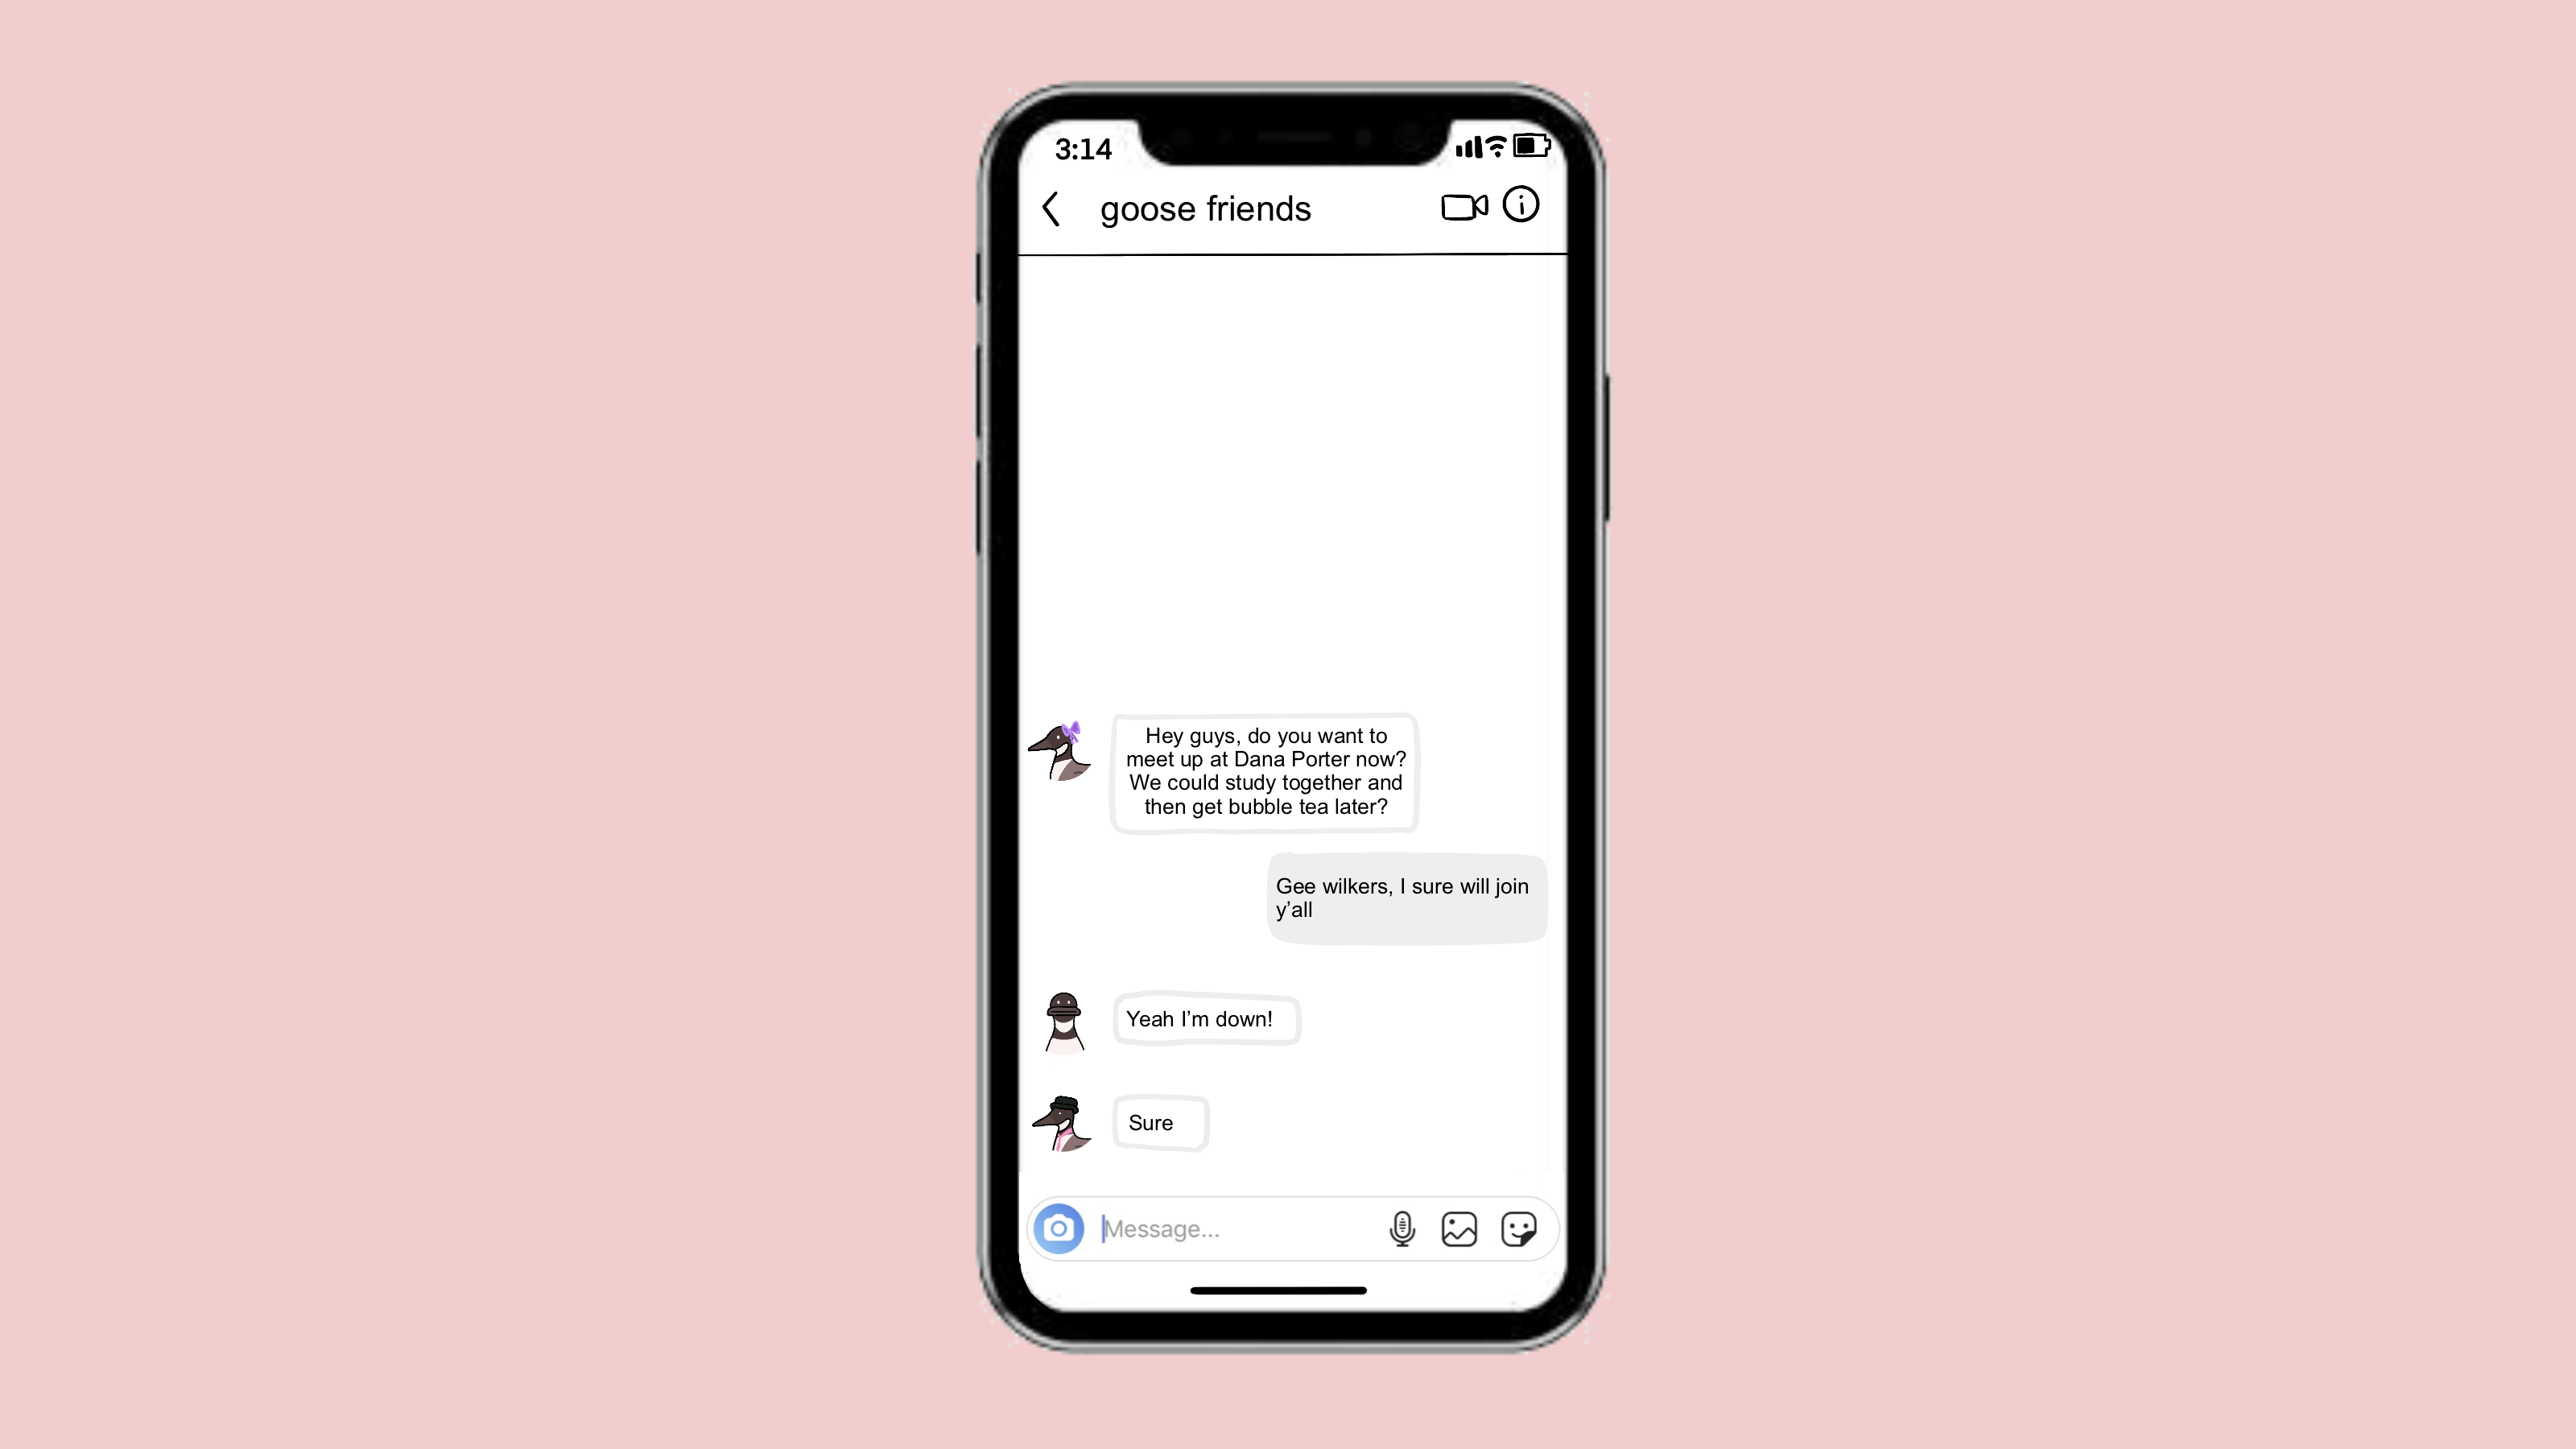 3:14
goose friends
Hey guys, do you want to
meet up at Dana Porter now?
We could study together and
then get bubble tea later?
Gee wilkers, I sure will join
y’all
Yeah I’m down!
Sure
Message...